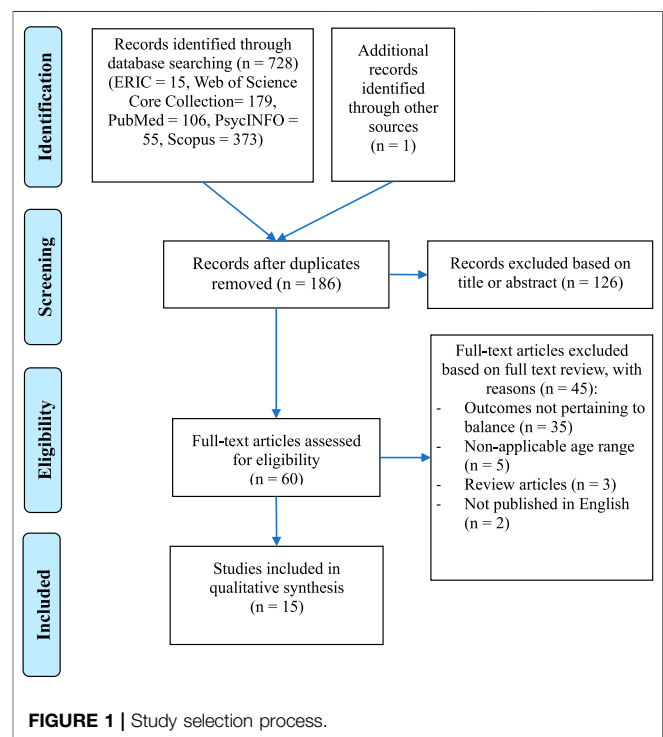 Identification
Records identified through
database searching (n = 728)
(ERIC = 15, Web of Science
Core Collection= 179,
PubMed = 106, PsycINFO =
55, Scopus = 373)
Additional
records
identified
through other
sources
(n = 1)
Screening
Records after duplicates
removed (n = 186)
Records excluded based on
title or abstract (n = 126)
Eligibility
Full-text articles assessed
for eligibility
(n = 60)
Full-text articles excluded
based on full text review, with
reasons (n = 45):
- Outcomes not pertaining to
balance (n = 35)
- Non-applicable age range
(n = 5)
- Review articles (n = 3)
- Not published in English
(n = 2)
Included
Studies included in
qualitative synthesis
(n = 15)
FIGURE 1 | Study selection process.